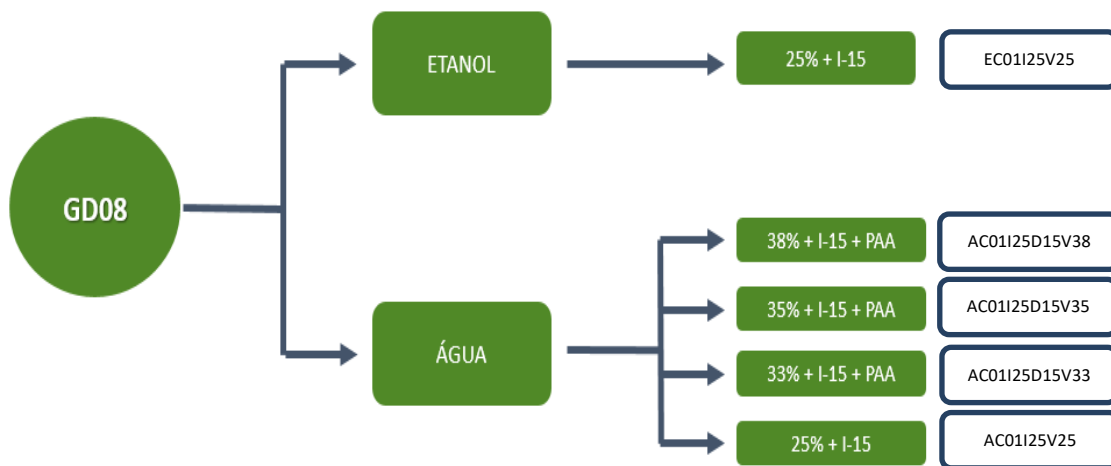 GD08
ETANOL
25% + I-15
EC01I25V25
ÁGUA
38% + I-15 + PAA
AC01I25D15V38
35% + I-15 + PAA
AC01I25D15V35
33% + I-15 + PAA
AC01I25D15V33
25% + I-15
AC01I25V25